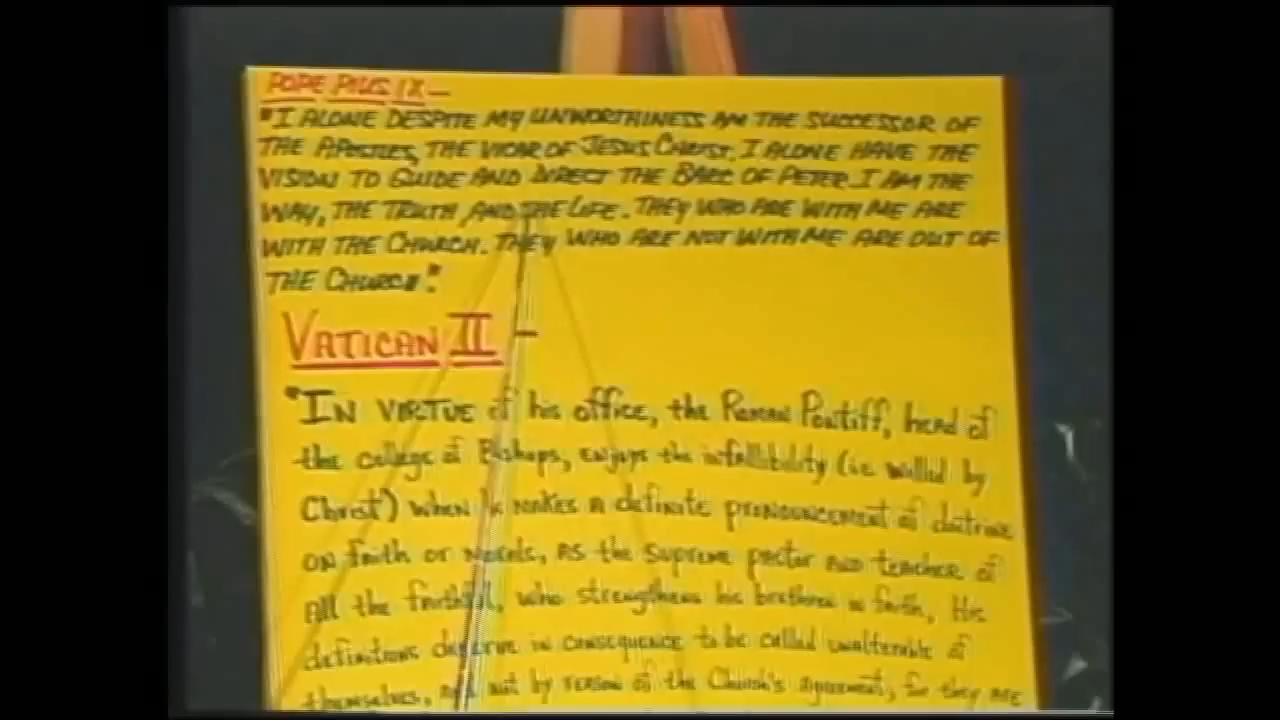 POPE PIUS IX —
"I ALONE DESPITE MY UNWORTHINESS AM THE SUCCESSOR OF
THE APOSTLES, THE VICAR OF JESUS CHRIST. I ALONE HAVE THE
VISION TO GUIDE AND DIRECT THE BARC OF PETER. I AM THE
WAY, THE TRUTH AND THE LIFE. THEY WHO ARE WITH ME ARE
WITH THE CHURCH. THEY WHO ARE NOT WITH ME ARE OUT OF
THE CHURCH."
VATICAN II –
"IN VIRTUE of his office, the Roman Pontiff, head of
the college of Bishops, enjoys the infallibility (ie willed by
Christ) when he makes a definite pronouncement of doctrine
on faith or morals, as the supreme pastor and teacher of
All the faithful, who strengthens his brethren in faith, His
definitions deserve in consequence to be called unalterable of
themselves, and not by reason of the Church's agreement, for they are